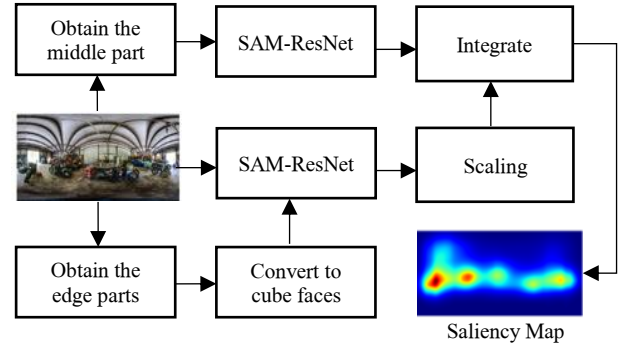 Obtain the
middle part
SAM-ResNet
Integrate
SAM-ResNet
Scaling
Obtain the
edge parts
Convert to
cube faces
Saliency Map